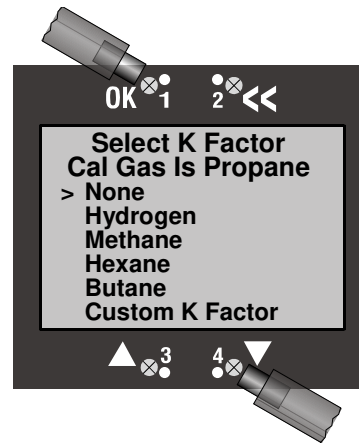 OK 1 2 <<
Select K Factor
Cal Gas Is Propane
> None
Hydrogen
Methane
Hexane
Butane
Custom K Factor
3 4